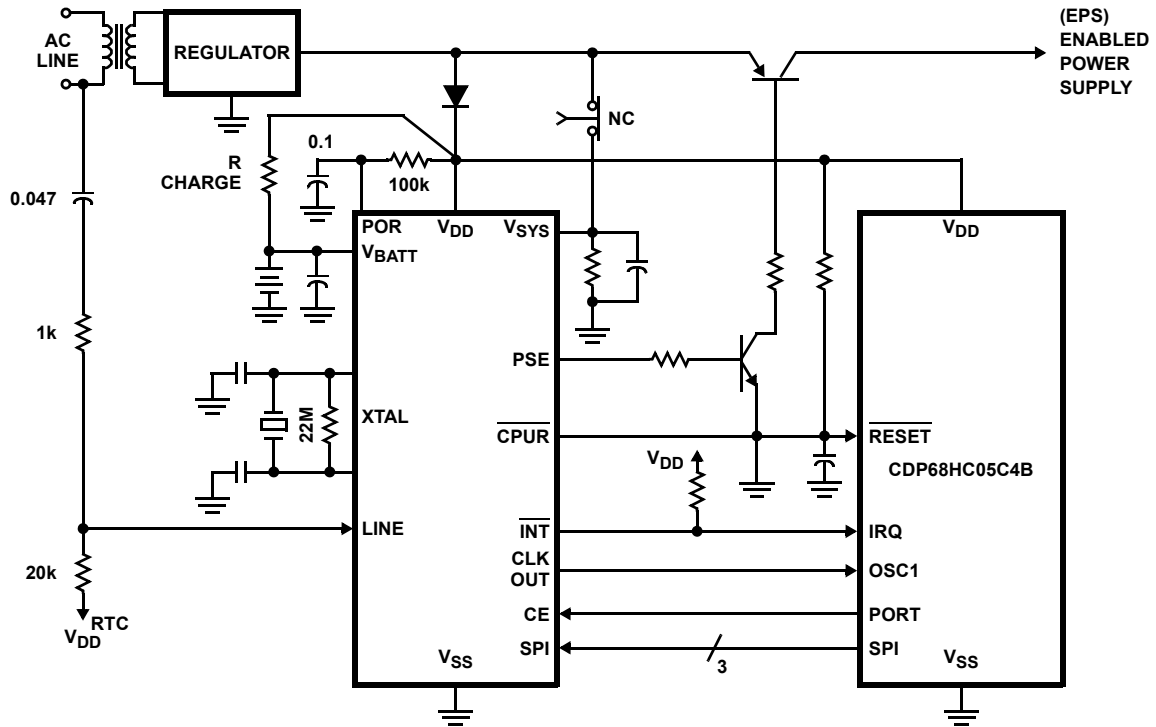 AC
LINE
REGULATOR
(EPS)
ENABLED
POWER
SUPPLY
NC
0.1
R
CHARGE
100k
0.047
POR
VDD
VSYS
VDD
VBATT
1k
PSE
XTAL
22M
CPUR
RESET
VDD
CDP68HC05C4B
LINE
INT
IRQ
CLK
OUT
OSC1
20k
CE
PORT
VDD RTC
SPI
3
SPI
VSS
VSS